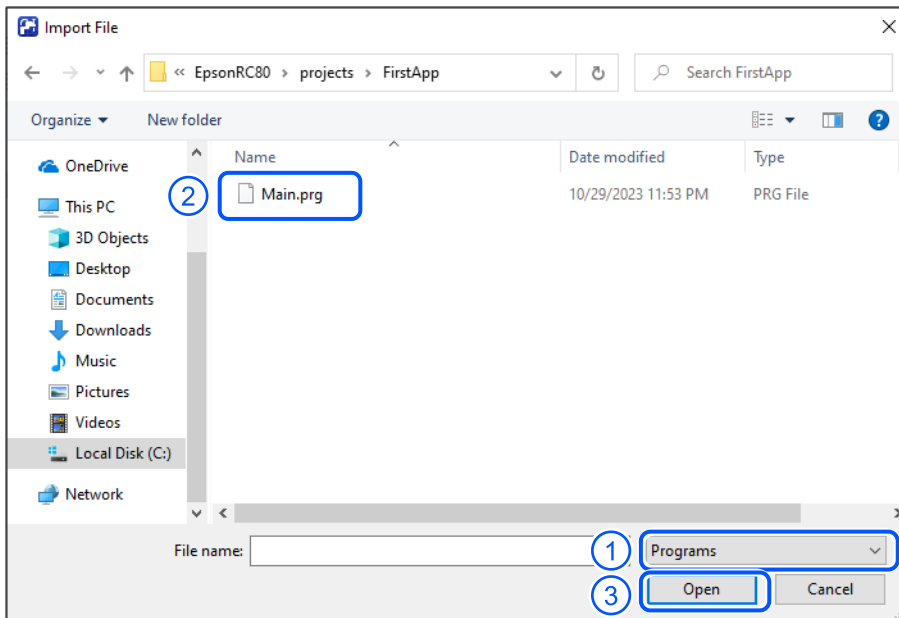 Import File
« EpsonRC80 › projects › FirstApp
Search FirstApp
Organize
New folder
?
OneDrive
This PC
3D Objects
Desktop
Documents
Downloads
Music
Pictures
Videos
Local Disk (C:)
Network
Name
Date modified
Type
2
Main.prg
10/29/2023 11:53 PM
PRG File
File name:
1
Programs
3
Open
Cancel